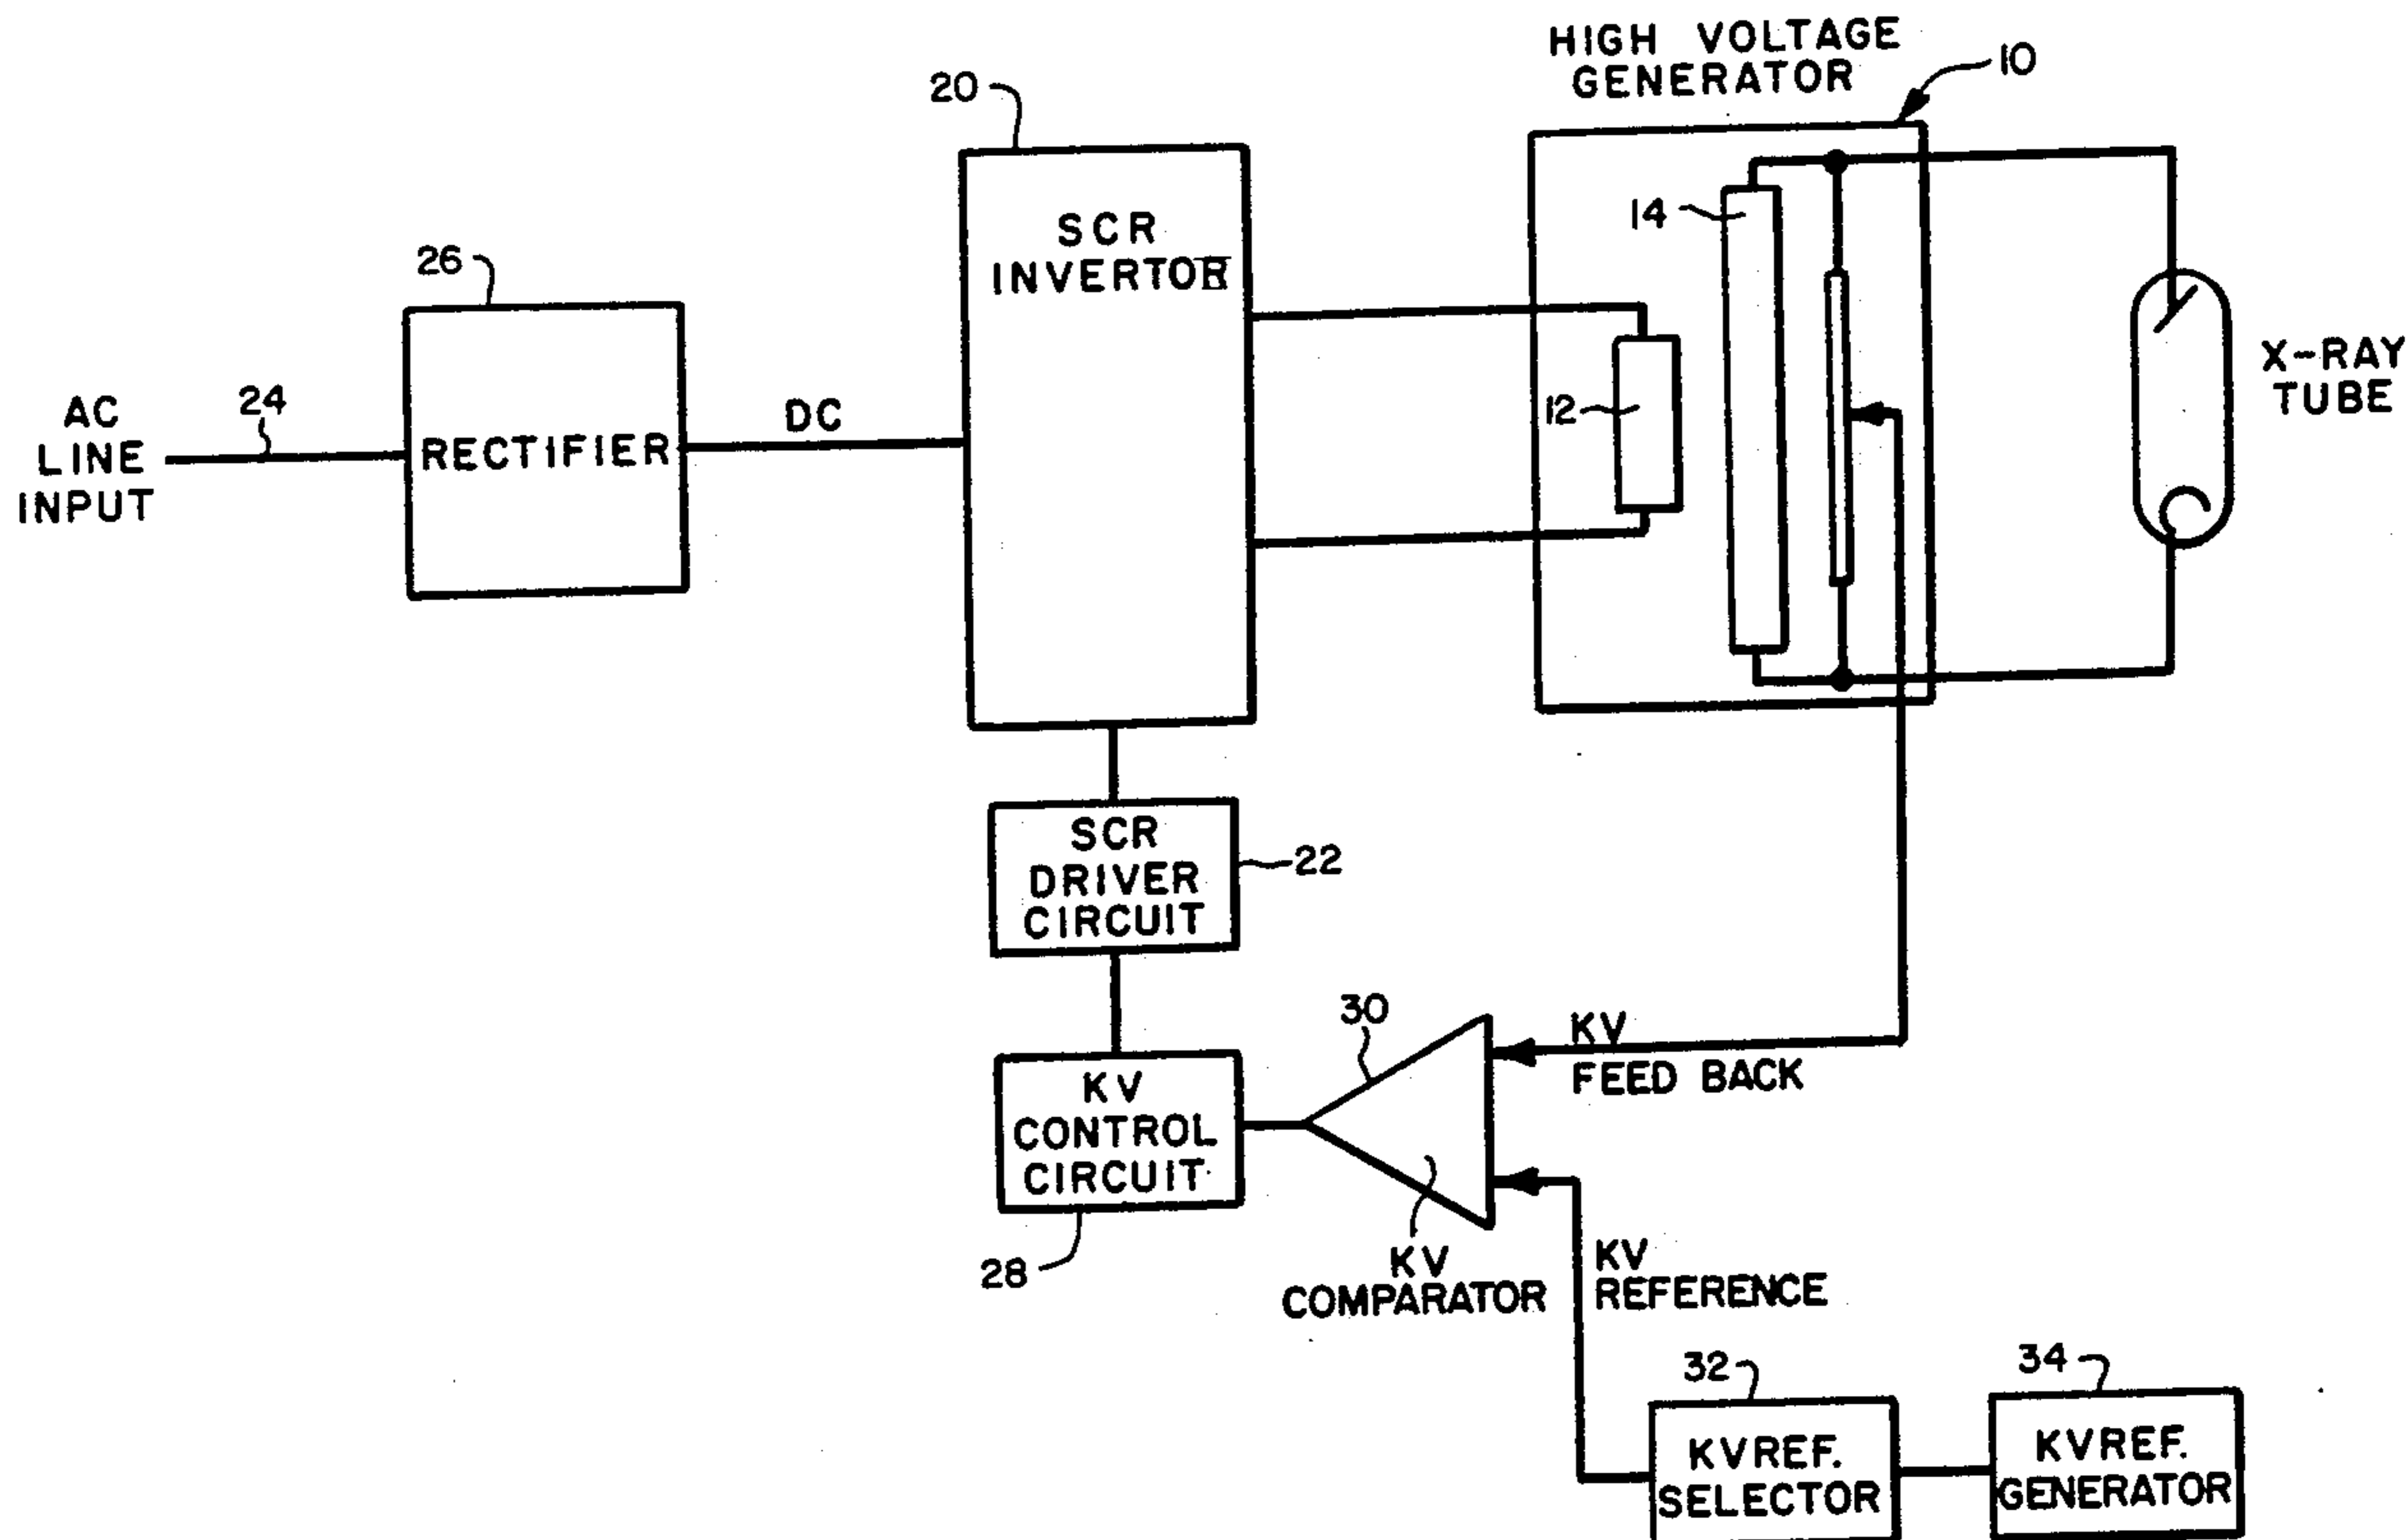 HIGH VOLTAGE
GENERATOR
10
20
SCR
INVERTOR
14
26
12
X-RAY
TUBE
AC
LINE
INPUT
24
RECTIFIER
DC
SCR
DRIVER
CIRCUIT
22
30
KV
FEED BACK
KV
CONTROL
CIRCUIT
28
KV
COMPARATOR
KV
REFERENCE
32
KVREF.
SELECTOR
34
KVREF.
GENERATOR